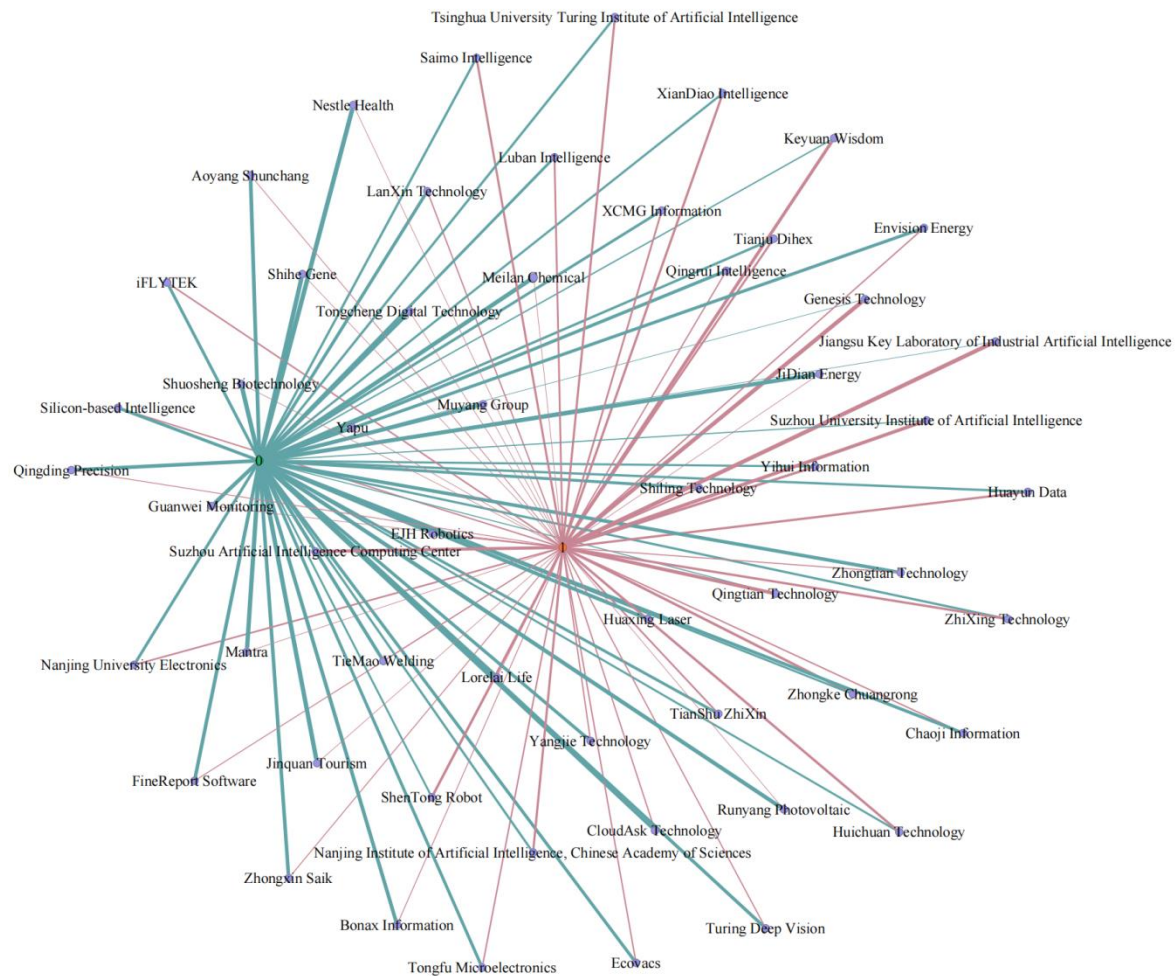 Tsinghua University Turing Institute of Artificial Intelligence
Saimo Intelligence
XianDiao Intelligence
Nestle Health
Keyuan Wisdom
Luban Intelligence
Aoyang Shunchang
LanXin Technology
XCMG Information
Envision Energy
Tianju Dihex
Shihe Gene
Qingrui Intelligence
iFLYTEK
Meilan Chemical
Genesis Technology
Tongcheng Digital Technology
Jiangsu Key Laboratory of Industrial Artificial Intelligence
JiDian Energy
Shuosheng Biotechnology
Muyang Group
Silicon-based Intelligence
Suzhou University Institute of Artificial Intelligence
Yapu
0
Yihui Information
Qingding Precision
Shiling Technology
Huayun Data
Guanwei Monitoring
EJH Robotics
1
Suzhou Artificial Intelligence Computing Center
Zhongtian Technology
Qingtian Technology
Huaxing Laser
ZhiXing Technology
Mantra
Nanjing University Electronics
TieMao Welding
Lorelai Life
Zhongke Chuangrong
TianShu ZhiXin
Chaoji Information
Yangjie Technology
Jinquan Tourism
FineReport Software
ShenTong Robot
Runyang Photovoltaic
CloudAsk Technology
Huichuan Technology
Nanjing Institute of Artificial Intelligence, Chinese Academy of Sciences
Zhongxin Saik
Bonax Information
Turing Deep Vision
Ecovacs
Tongfu Microelectronics